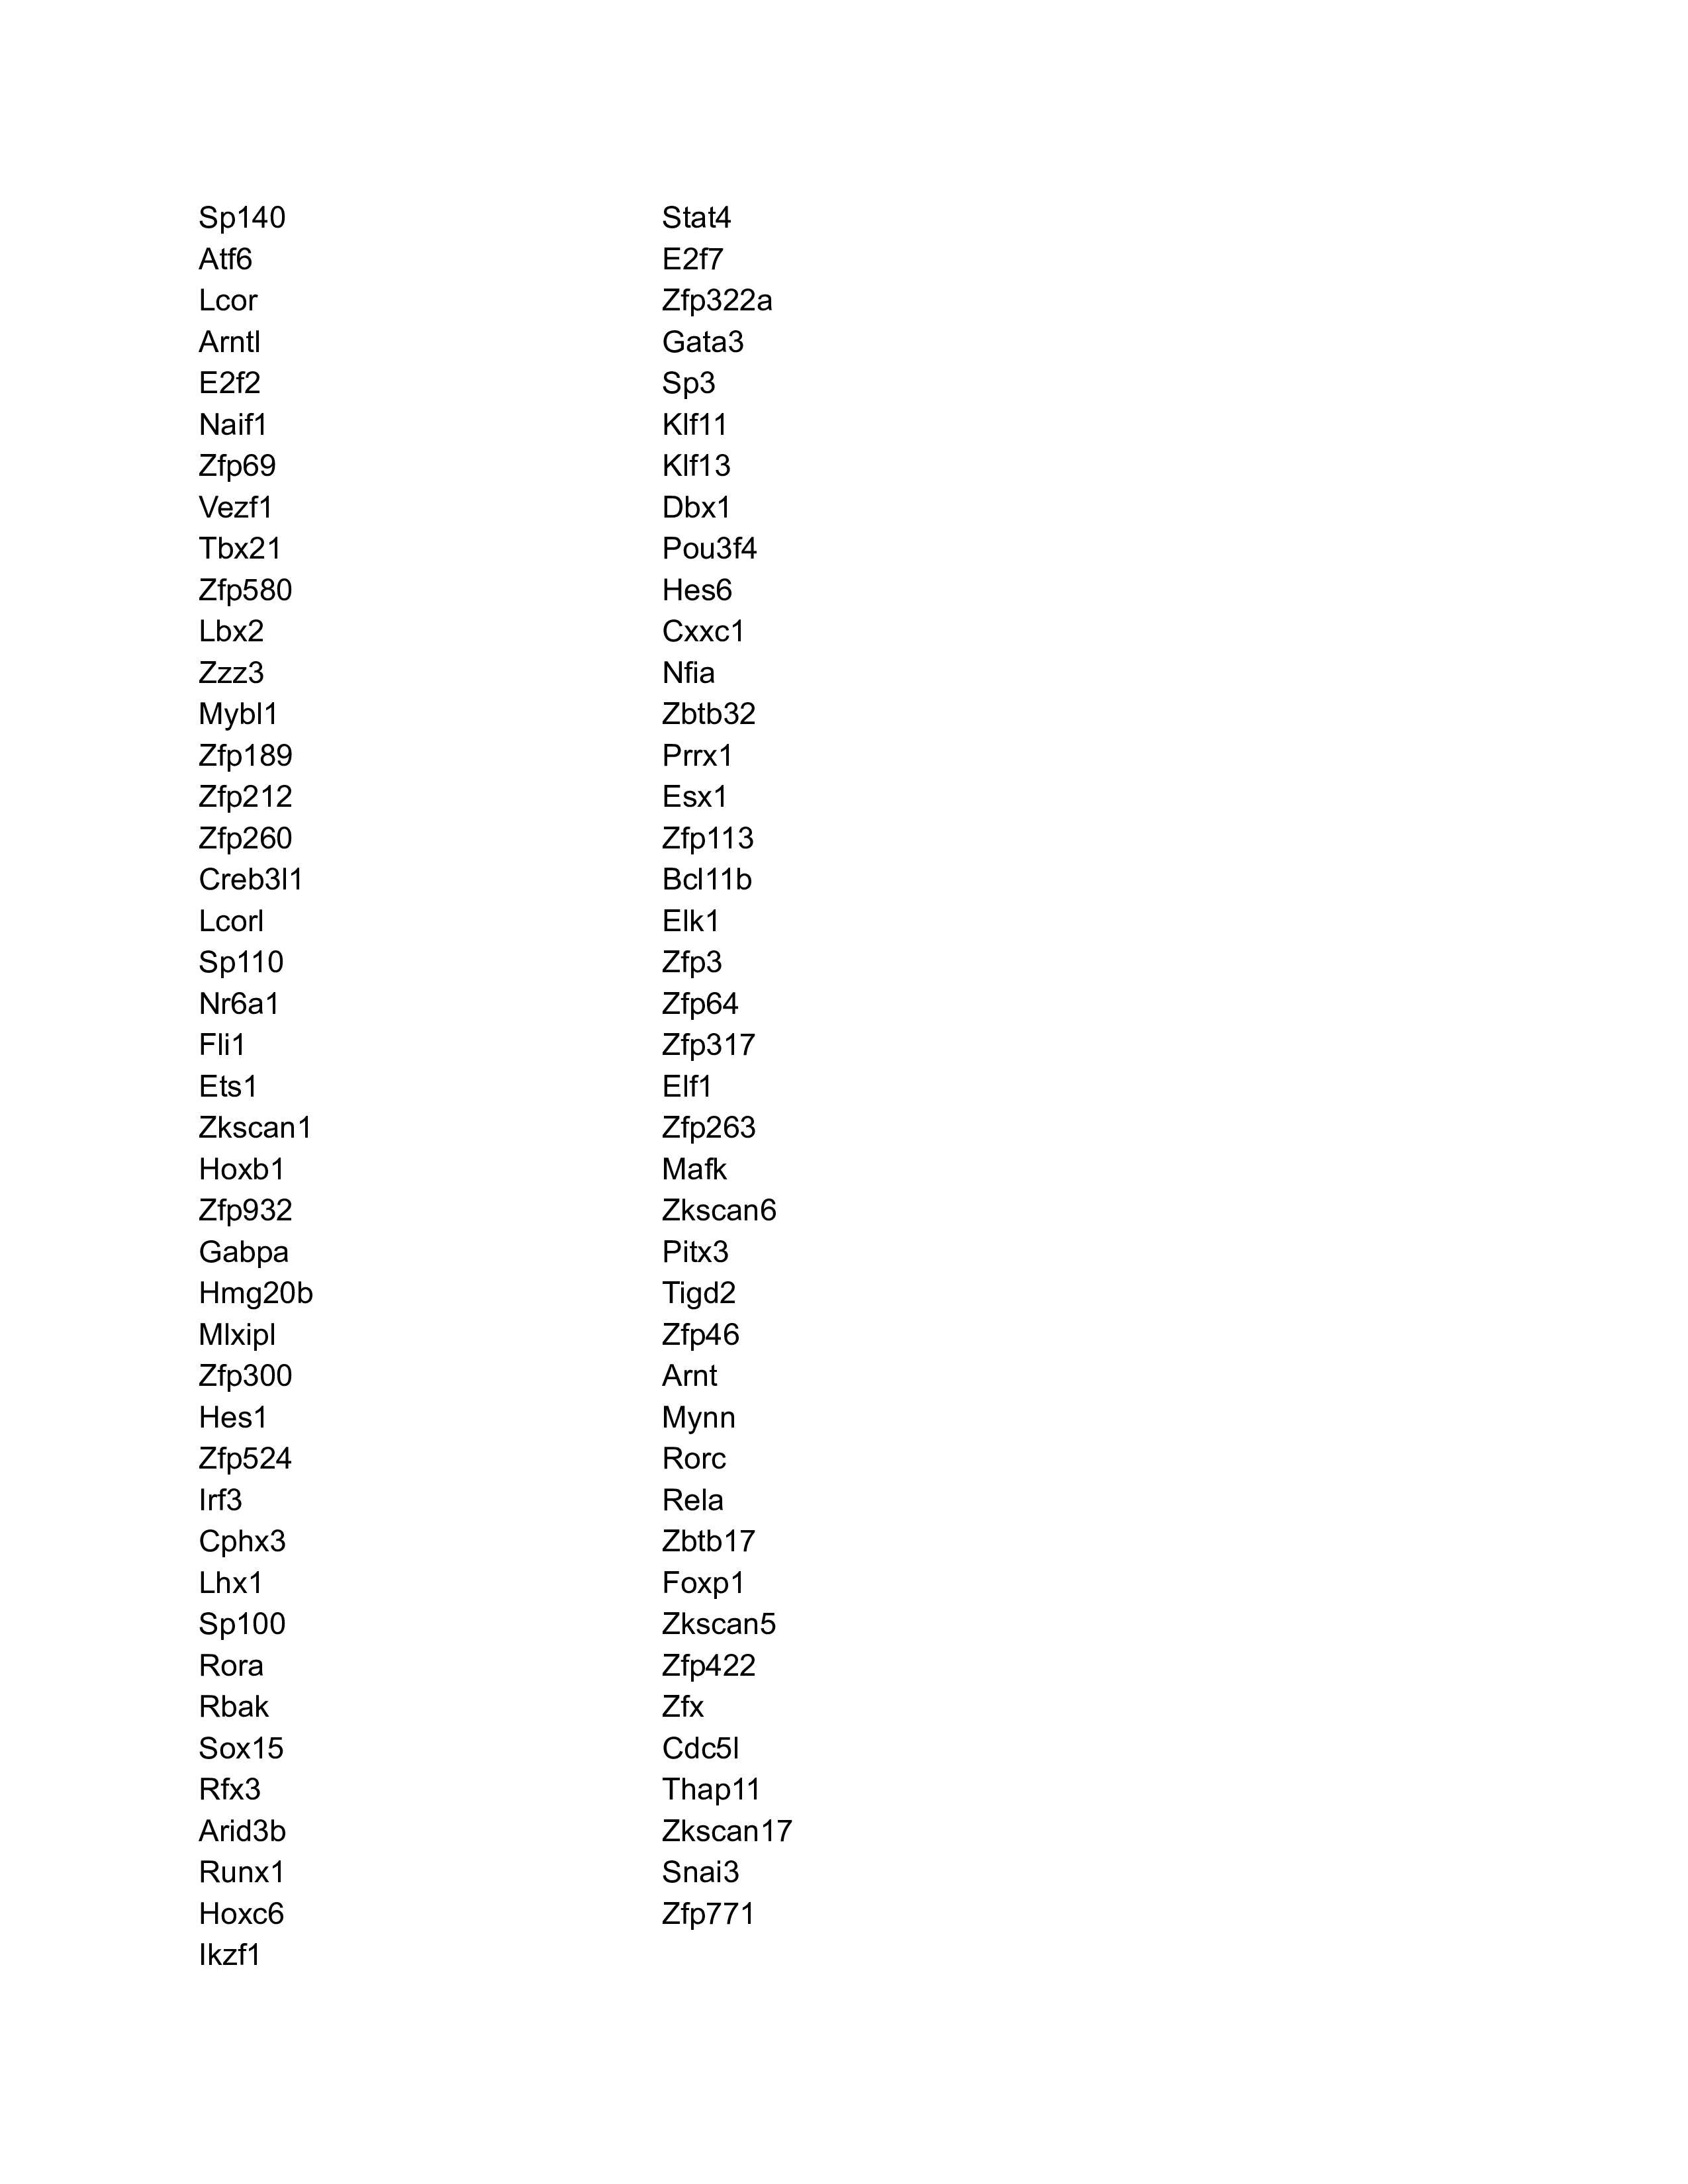 Sp140
Atf6
Lcor
Arntl
E2f2
Naif1
Zfp69
Vezf1
Tbx21
Zfp580
Lbx2
Zzz3
Mybl1
Zfp189
Zfp212
Zfp260
Creb3l1
Lcorl
Sp110
Nr6a1
Fli1
Ets1
Zkscan1
Hoxb1
Zfp932
Gabpa
Hmg20b
Mlxipl
Zfp300
Hes1
Zfp524
Irf3
Cphx3
Lhx1
Sp100
Rora
Rbak
Sox15
Rfx3
Arid3b
Runx1
Hoxc6
Ikzf1
Stat4
E2f7
Zfp322a
Gata3
Sp3
Klf11
Klf13
Dbx1
Pou3f4
Hes6
Cxxc1
Nfia
Zbtb32
Prrx1
Esx1
Zfp113
Bcl11b
Elk1
Zfp3
Zfp64
Zfp317
Elf1
Zfp263
Mafk
Zkscan6
Pitx3
Tigd2
Zfp46
Arnt
Mynn
Rorc
Rela
Zbtb17
Foxp1
Zkscan5
Zfp422
Zfx
Cdc5l
Thap11
Zkscan17
Snai3
Zfp771